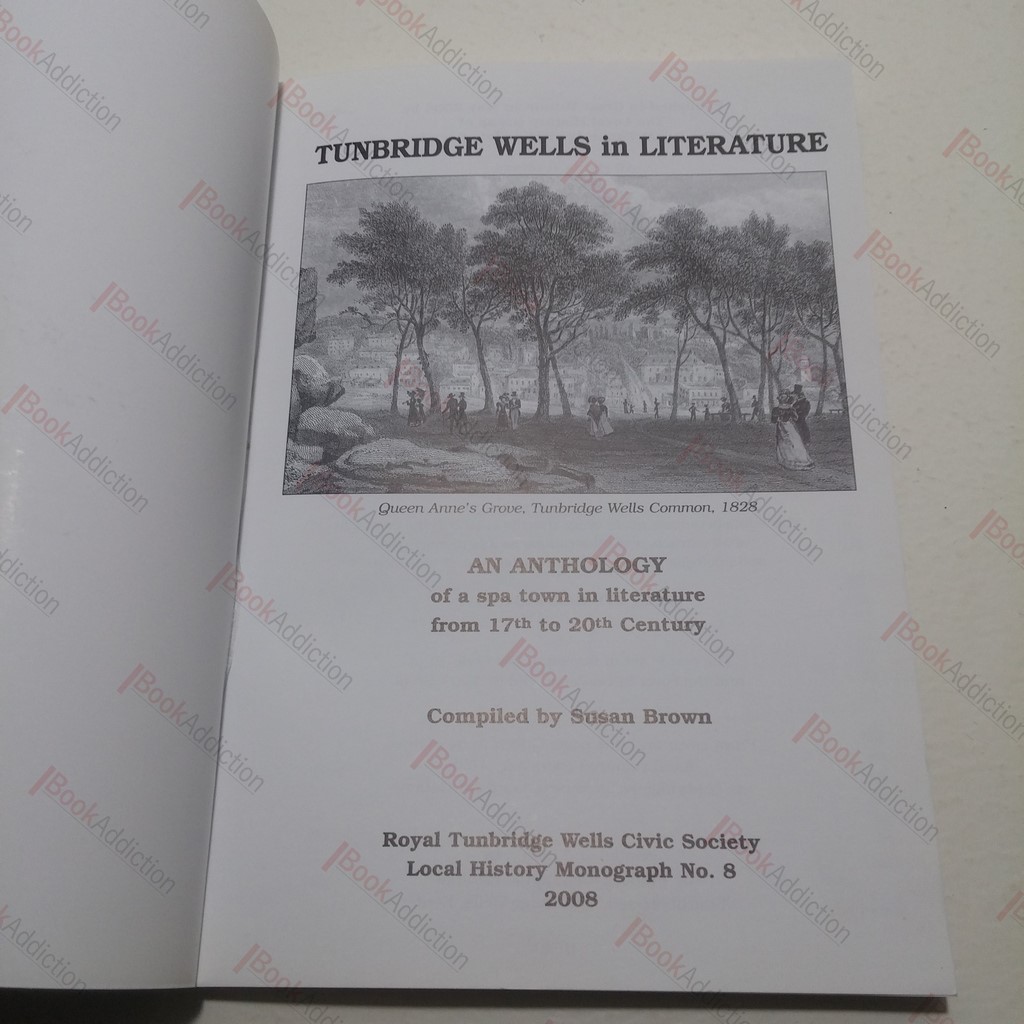 TUNBRIDGE WELLS in LITERATURE
Queen Anne's Grove, Tunbridge Wells Common, 1828
AN ANTHOLOGY
of a spa town in literature
from 17th to 20th Century
Compiled by Susan Brown
Royal Tunbridge Wells Civic Society
Local History Monograph No. 8
2008
BookAddiction